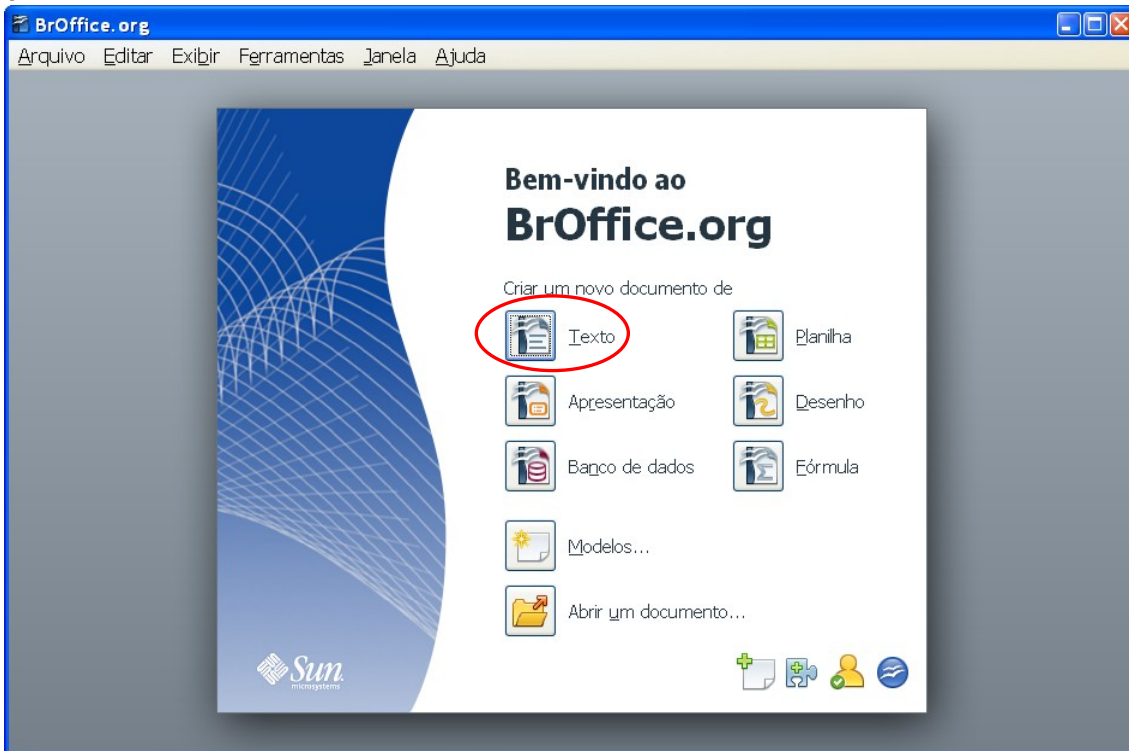 BrOffice.org
Arquivo Editar Exibir Ferramentas Janela Ajuda
Bem-vindo ao
BrOffice.org
Criar um novo documento de
Texto Planilha
Apresentação Desenho
Banco de dados Fórmula
Modelos...
Abrir um documento...
Sun
microsystems